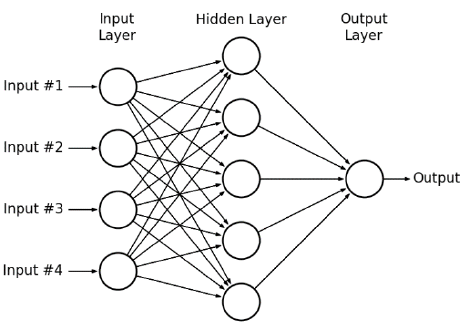 Input
Layer
Hidden Layer
Output
Layer
Input #1
Input #2
Input #3
Input #4
Output